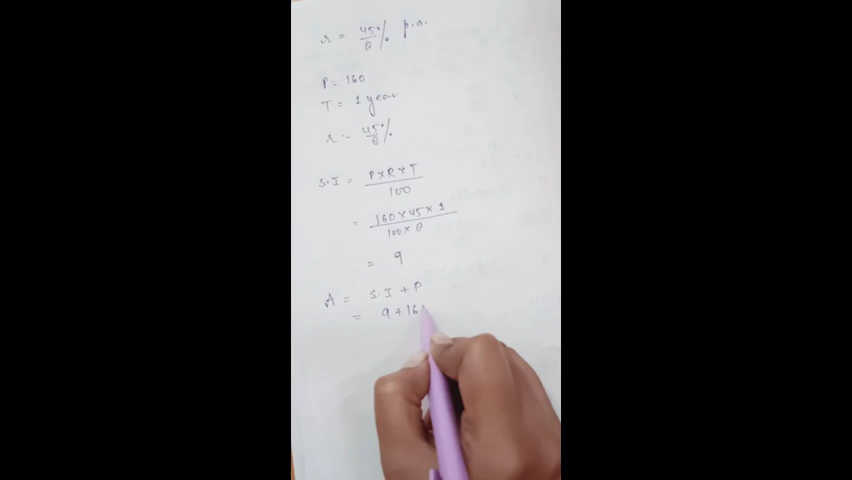 r = 45/8 % p.a.
P = 160
T = 1 year
r = 45/8 %
S.I = P×R×T / 100
= 160×45×1 / 100×8
= 9
A = S.I + P
= 9+16